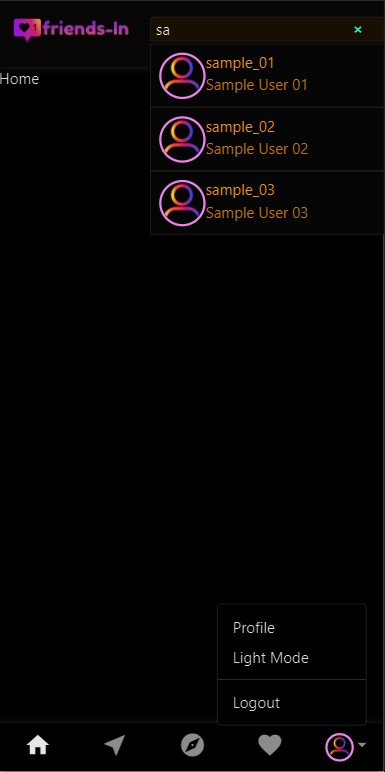 1
friends-In
sa
×
sample_01
Sample User 01
sample_02
Sample User 02
sample_03
Sample User 03
Home
Profile
Light Mode
Logout